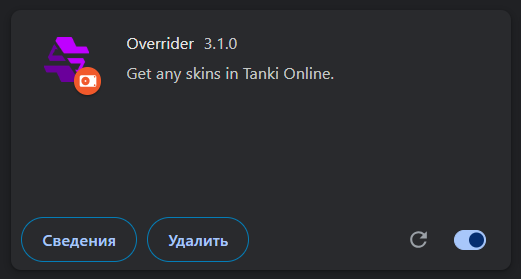 Overrider 3.1.0
Get any skins in Tanki Online.
Сведения Удалить